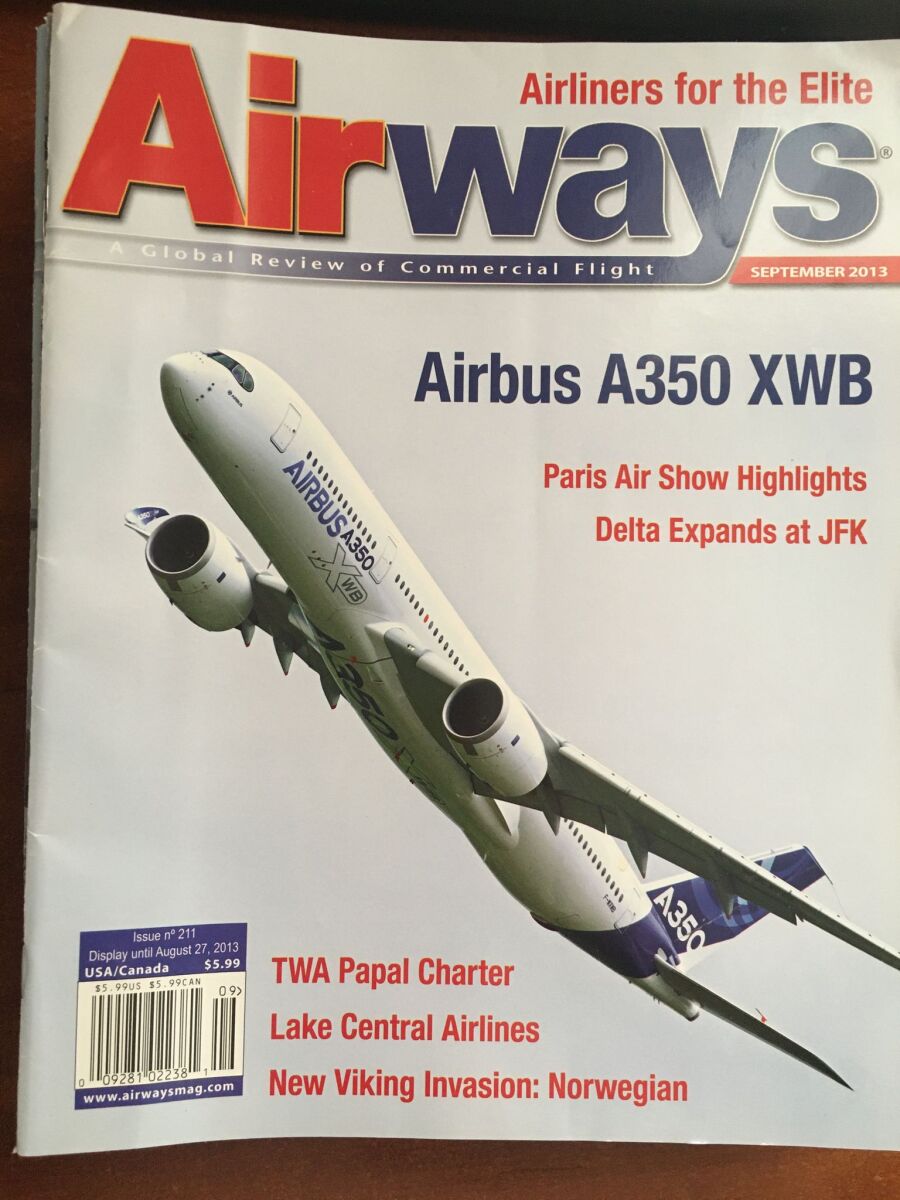 Airliners for the Elite
Airways®
A Global Review of Commercial Flight
SEPTEMBER 2013
Airbus A350 XWB
Paris Air Show Highlights
Delta Expands at JFK
AIRBUS
AIRBUS A350
XWB
A350
A350
A350
Issue nº 211
Display until August 27, 2013
USA/Canada $5.99
$5.99US $5.99CAN
09>
0 09281 02238 1
www.airwaysmag.com
TWA Papal Charter
Lake Central Airlines
New Viking Invasion: Norwegian